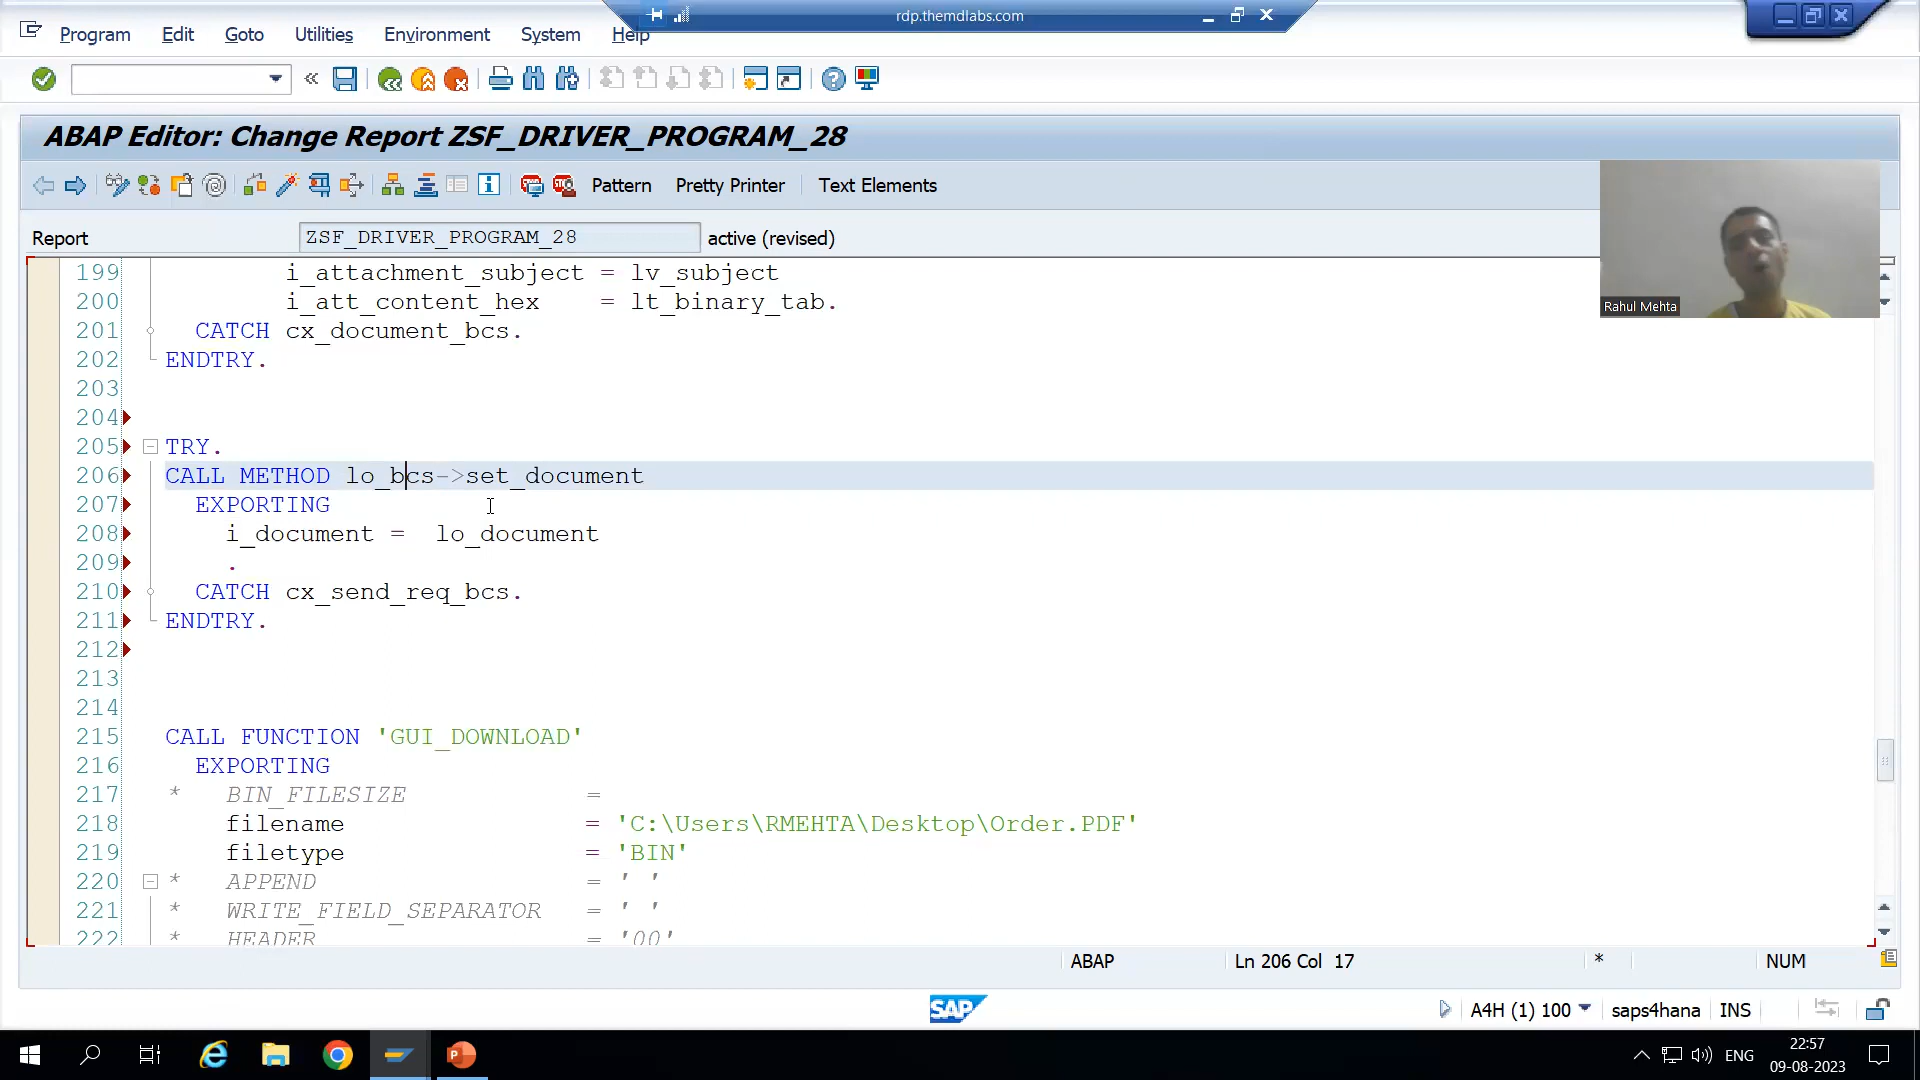 rdp.themdlabs.com
Program Edit Goto Utilities Environment System Help
ABAP Editor: Change Report ZSF_DRIVER_PROGRAM_28
Pattern Pretty Printer Text Elements
Report ZSF_DRIVER_PROGRAM_28 active (revised)
Rahul Mehta
199 i_attachment_subject = lv_subject
200 i_att_content_hex = lt_binary_tab.
201 CATCH cx_document_bcs.
202 ENDTRY.
203
204
205 TRY.
206 CALL METHOD lo_bcs->set_document
207 EXPORTING
208 i_document = lo_document
209 .
210 CATCH cx_send_req_bcs.
211 ENDTRY.
212
213
214
215 CALL FUNCTION 'GUI_DOWNLOAD'
216 EXPORTING
217 * BIN_FILESIZE =
218 filename = 'C:\Users\RMEHTA\Desktop\Order.PDF'
219 filetype = 'BIN'
220 * APPEND = ' '
221 * WRITE_FIELD_SEPARATOR = ' '
222 * HEADER = '00'
ABAP Ln 206 Col 17 * NUM
SAP A4H (1) 100 saps4hana INS
ENG 22:57
09-08-2023